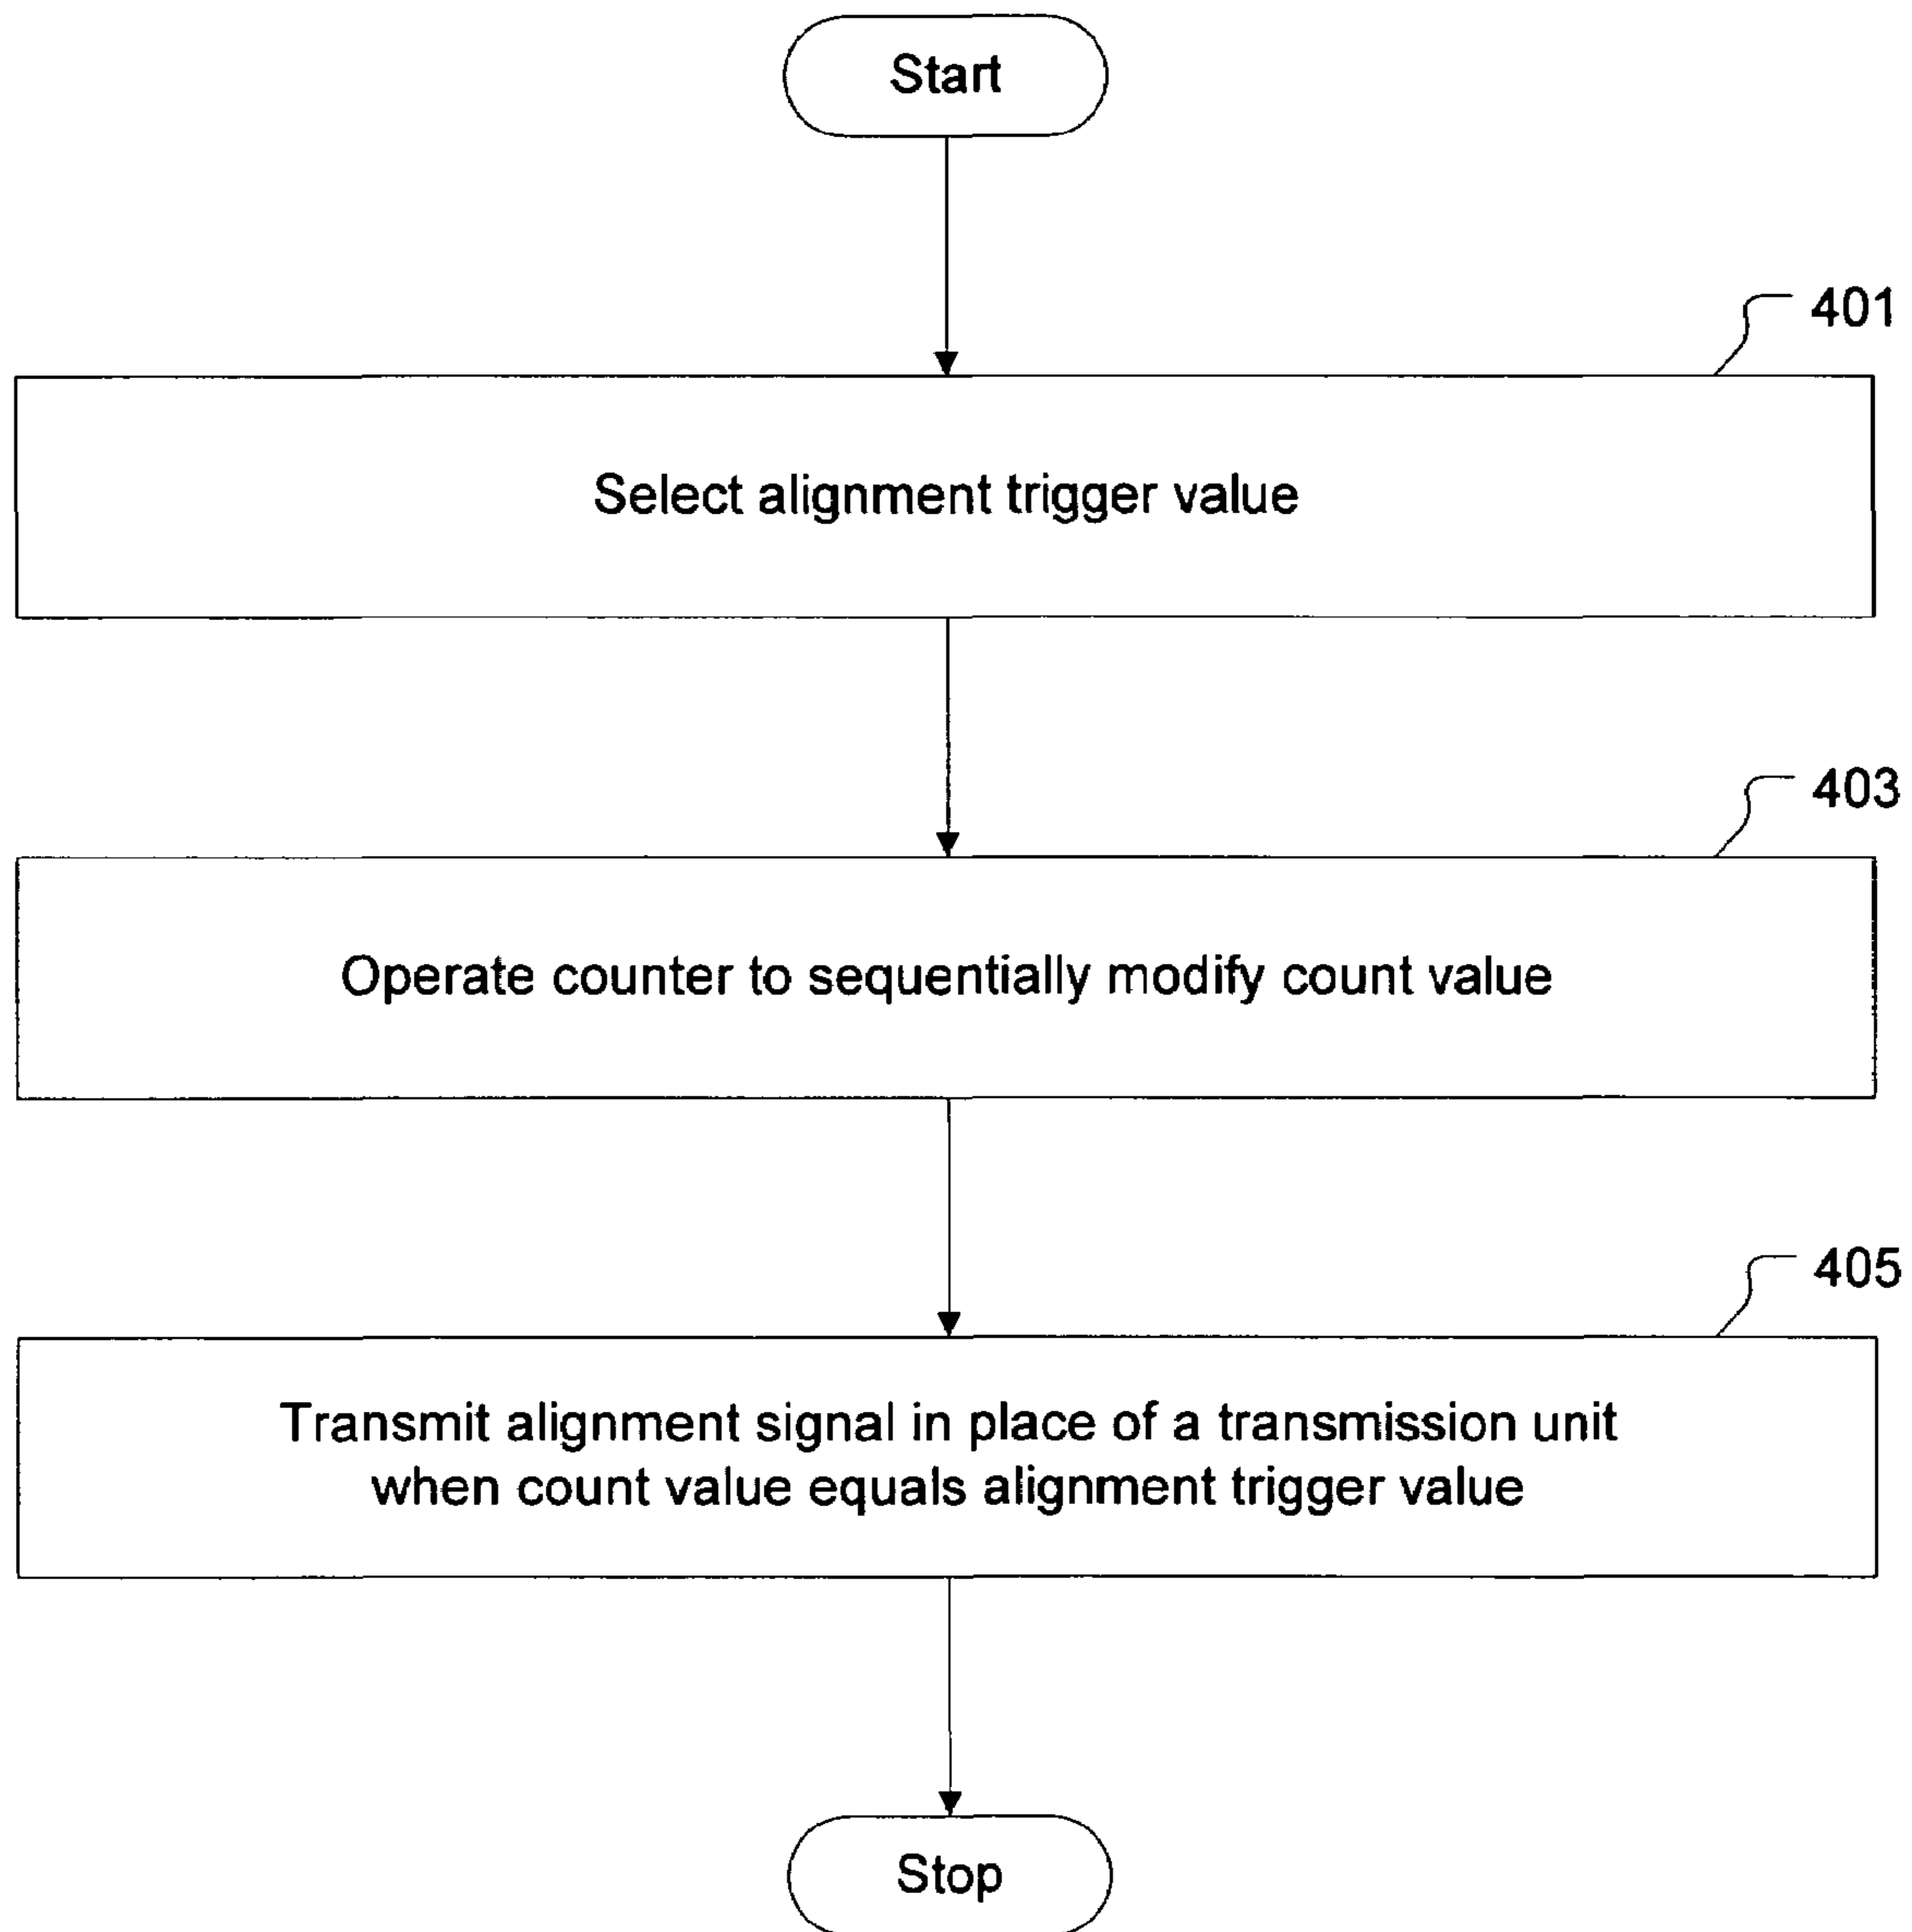 Start
401
Select alignment trigger value
403
Operate counter to sequentially modify count value
405
Transmit alignment signal in place of a transmission unit
when count value equals alignment trigger value
Stop